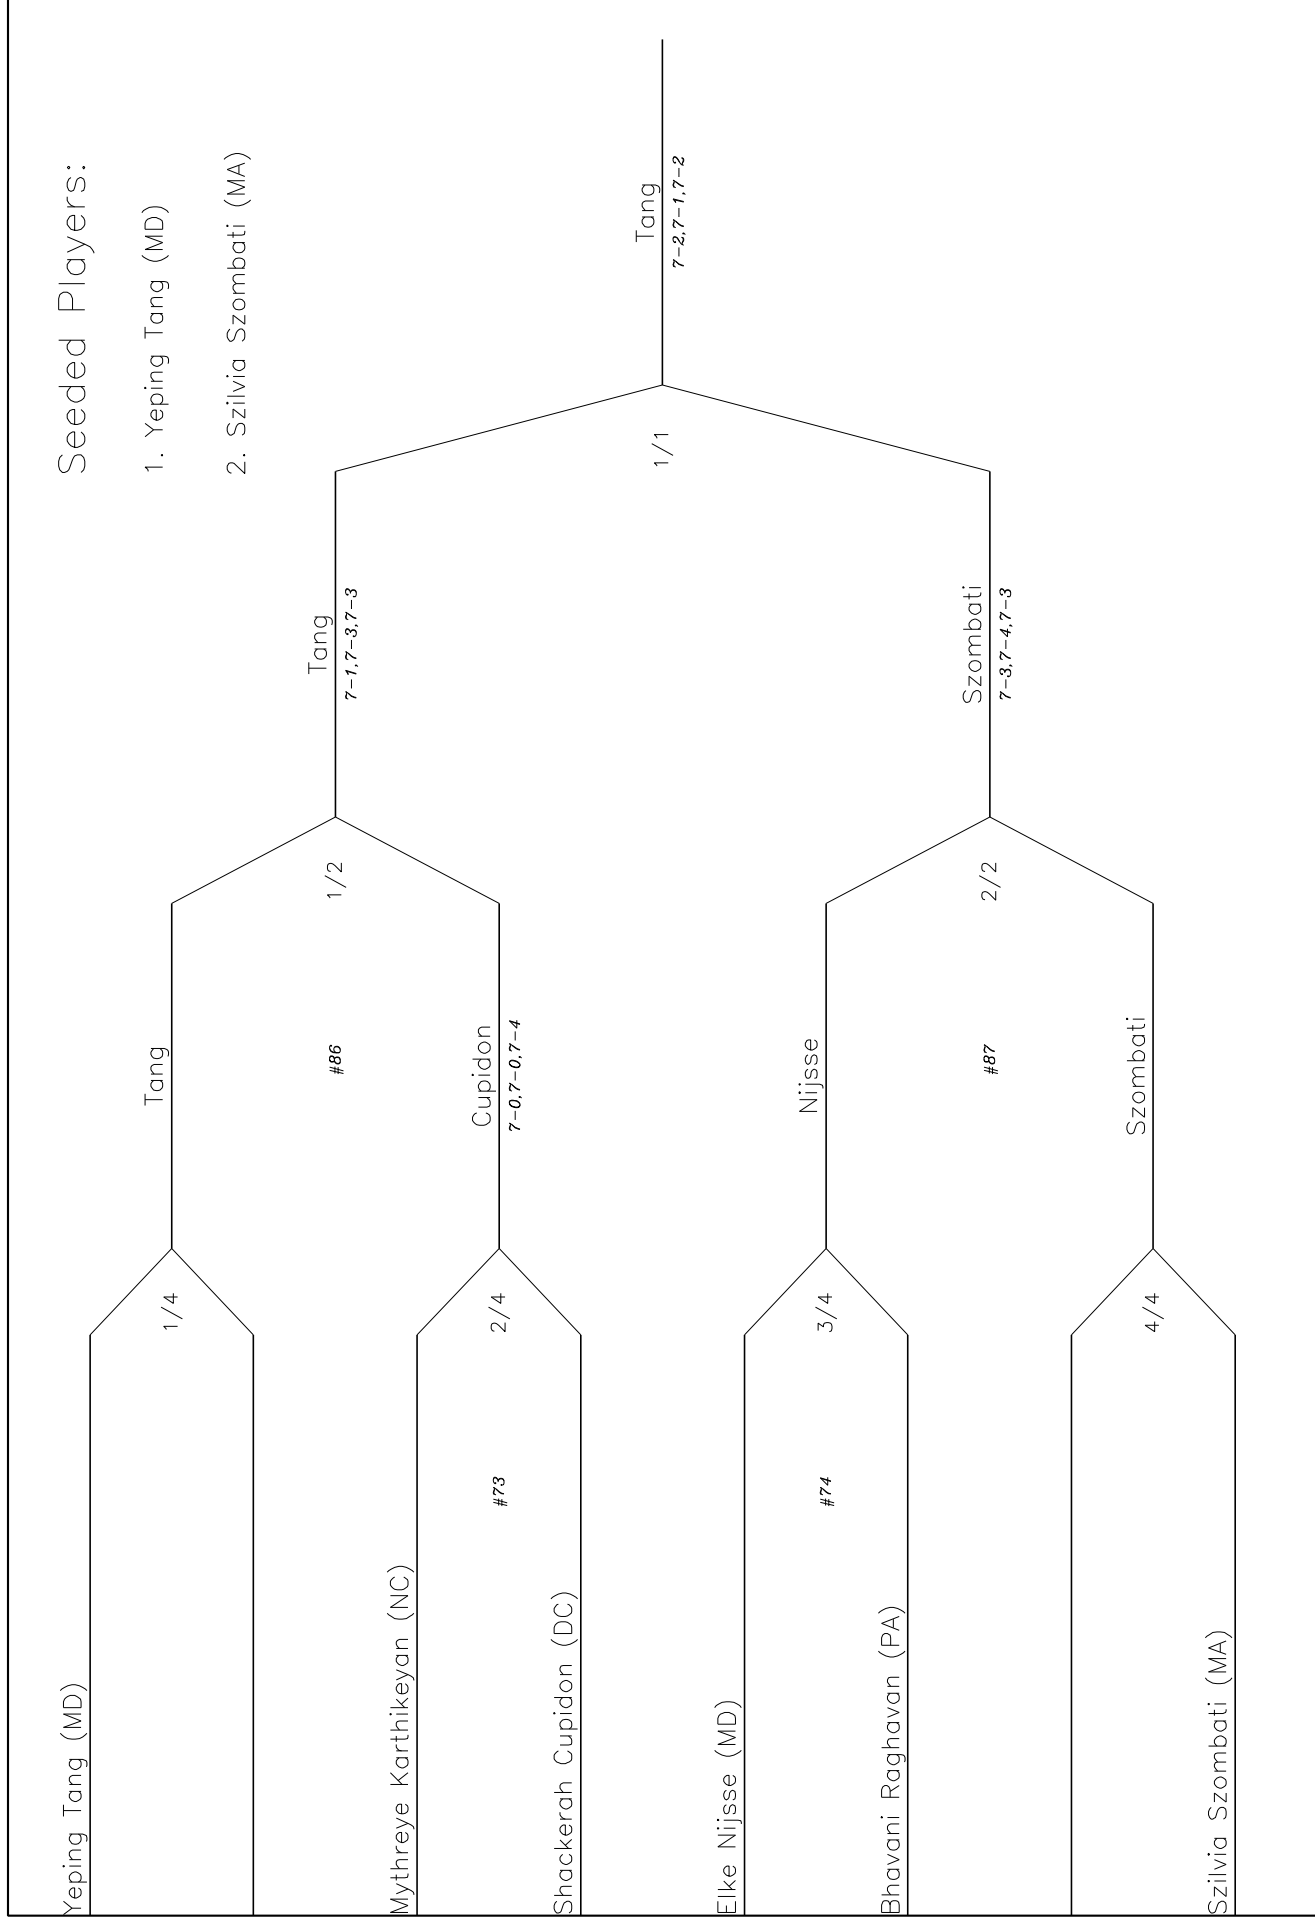 Seeded Players:
1. Yeping Tang (MD)
2. Szilvia Szombati (MA)
Yeping Tang (MD)
1/4
Tang
Mythreye Karthikeyan (NC)
#73
2/4
Shackerah Cupidon (DC)
Cupidon
7-0,7-0,7-4
#86
1/2
Tang
7-1,7-3,7-3
Elke Nijsse (MD)
#74
3/4
Bhavani Raghavan (PA)
Nijsse
4/4
Szilvia Szombati (MA)
Szombati
#87
2/2
Szombati
7-3,7-4,7-3
1/1
Tang
7-2,7-1,7-2